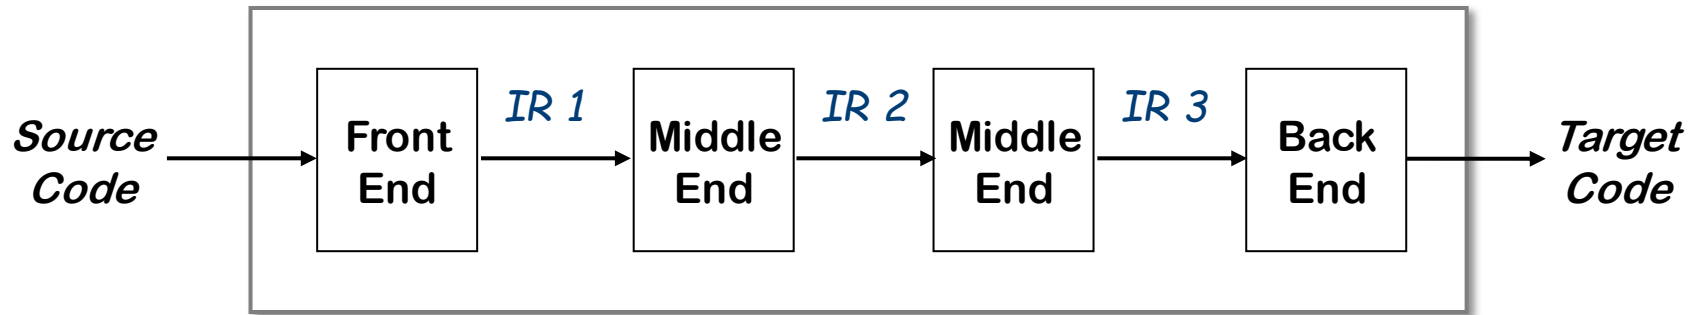 Source
Code
Front
End
IR 1
Middle
End
IR 2
Middle
End
IR 3
Back
End
Target
Code